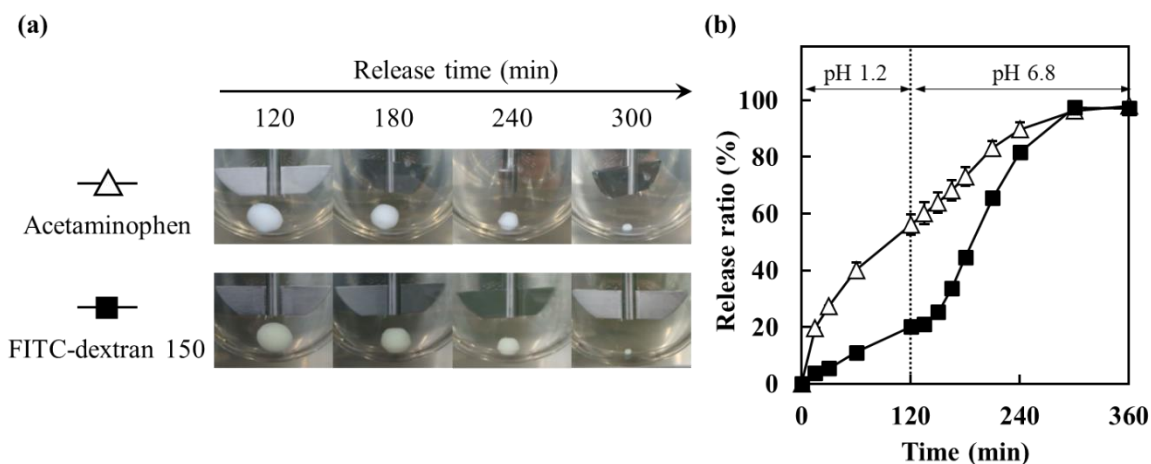 (a)
Release time (min)
120 180 240 300
Acetaminophen
FITC-dextran 150
(b)
pH 1.2 pH 6.8
100
80
60
40
20
0
Release ratio (%)
0 120 240 360
Time (min)